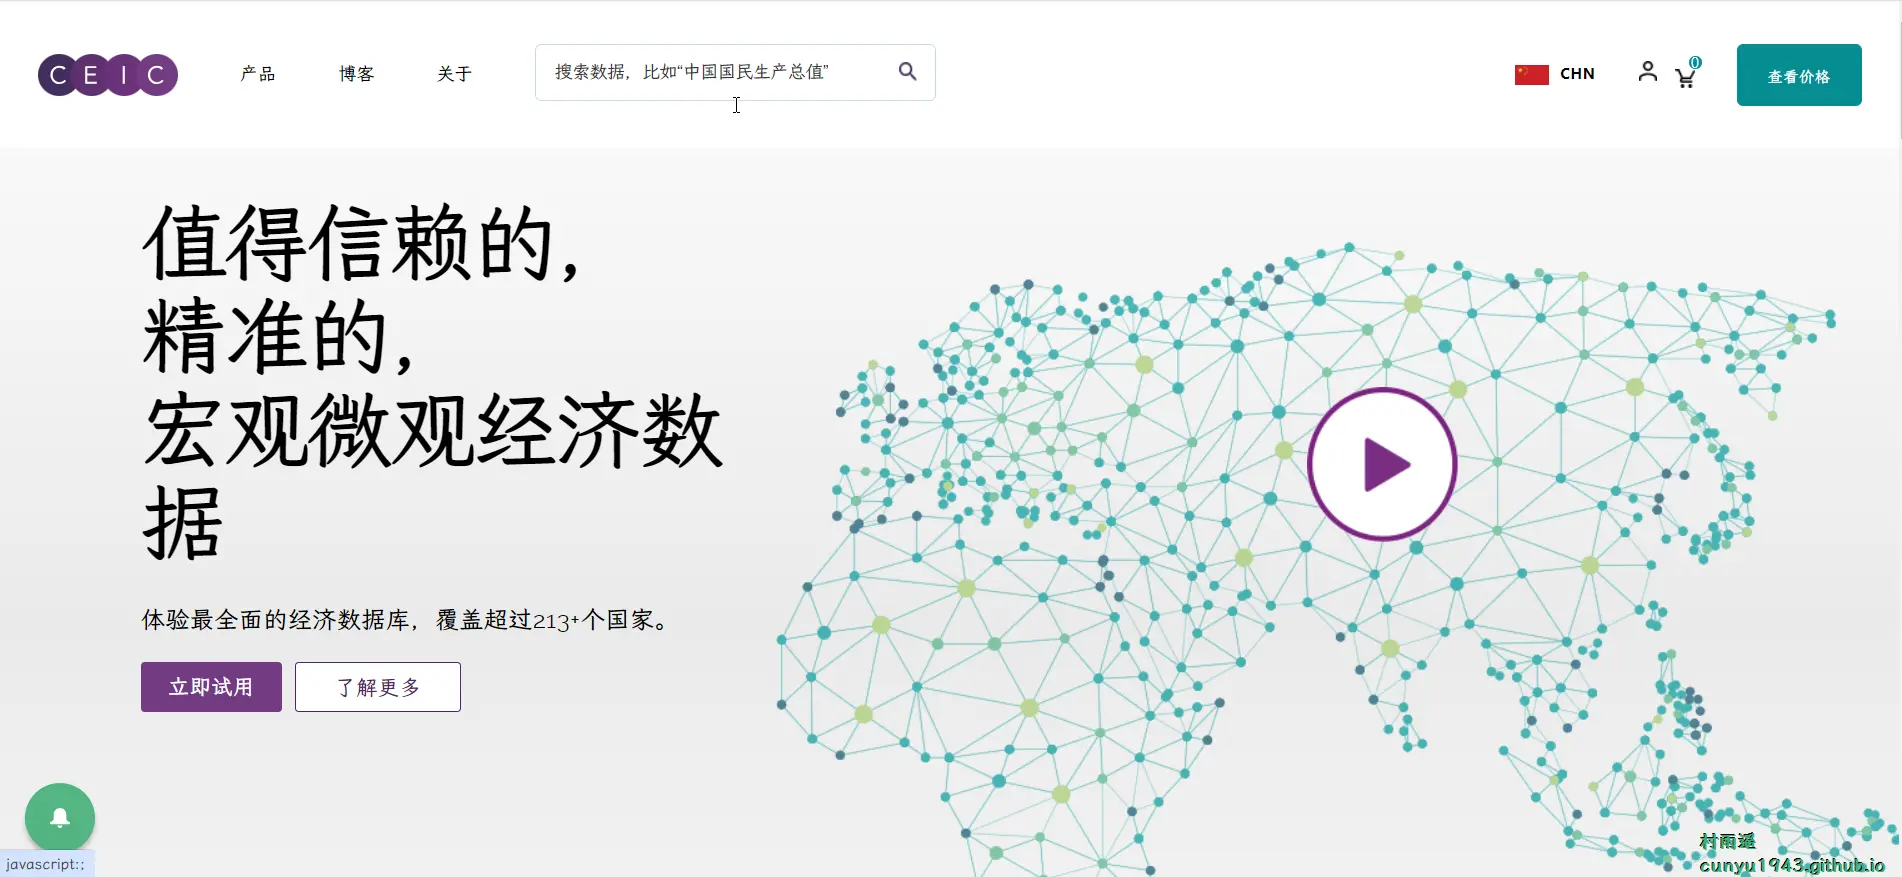 CEIC
产品
博客
关于
搜索数据，比如“中国国民生产总值”
CHN
0
查看价格
值得信赖的,
精准的,
宏观微观经济数
据
体验最全面的经济数据库，覆盖超过213+个国家。
立即试用
了解更多
javascript:;
村雨遥
cunyu1943.github.io